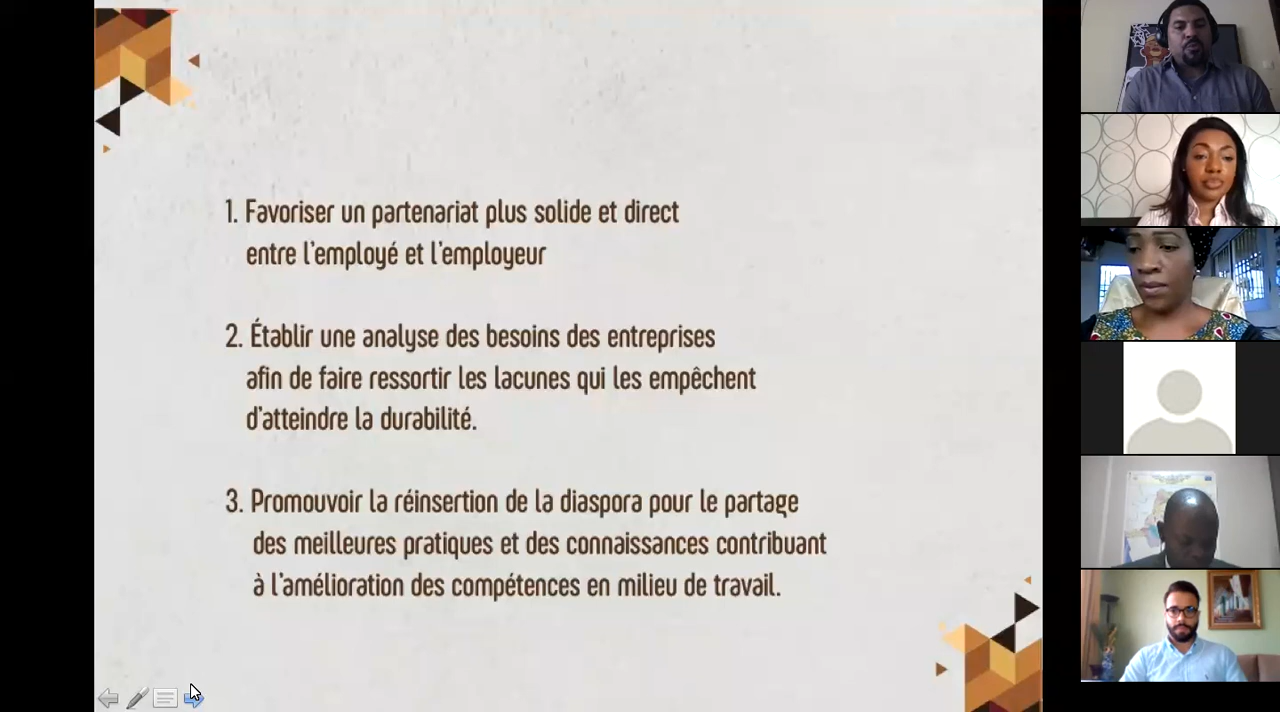 1. Favoriser un partenariat plus solide et direct
entre l'employé et l'employeur
2. Établir une analyse des besoins des entreprises
afin de faire ressortir les lacunes qui les empêchent
d'atteindre la durabilité.
3. Promouvoir la réinsertion de la diaspora pour le partage
des meilleures pratiques et des connaissances contribuant
à l'amélioration des compétences en milieu de travail.